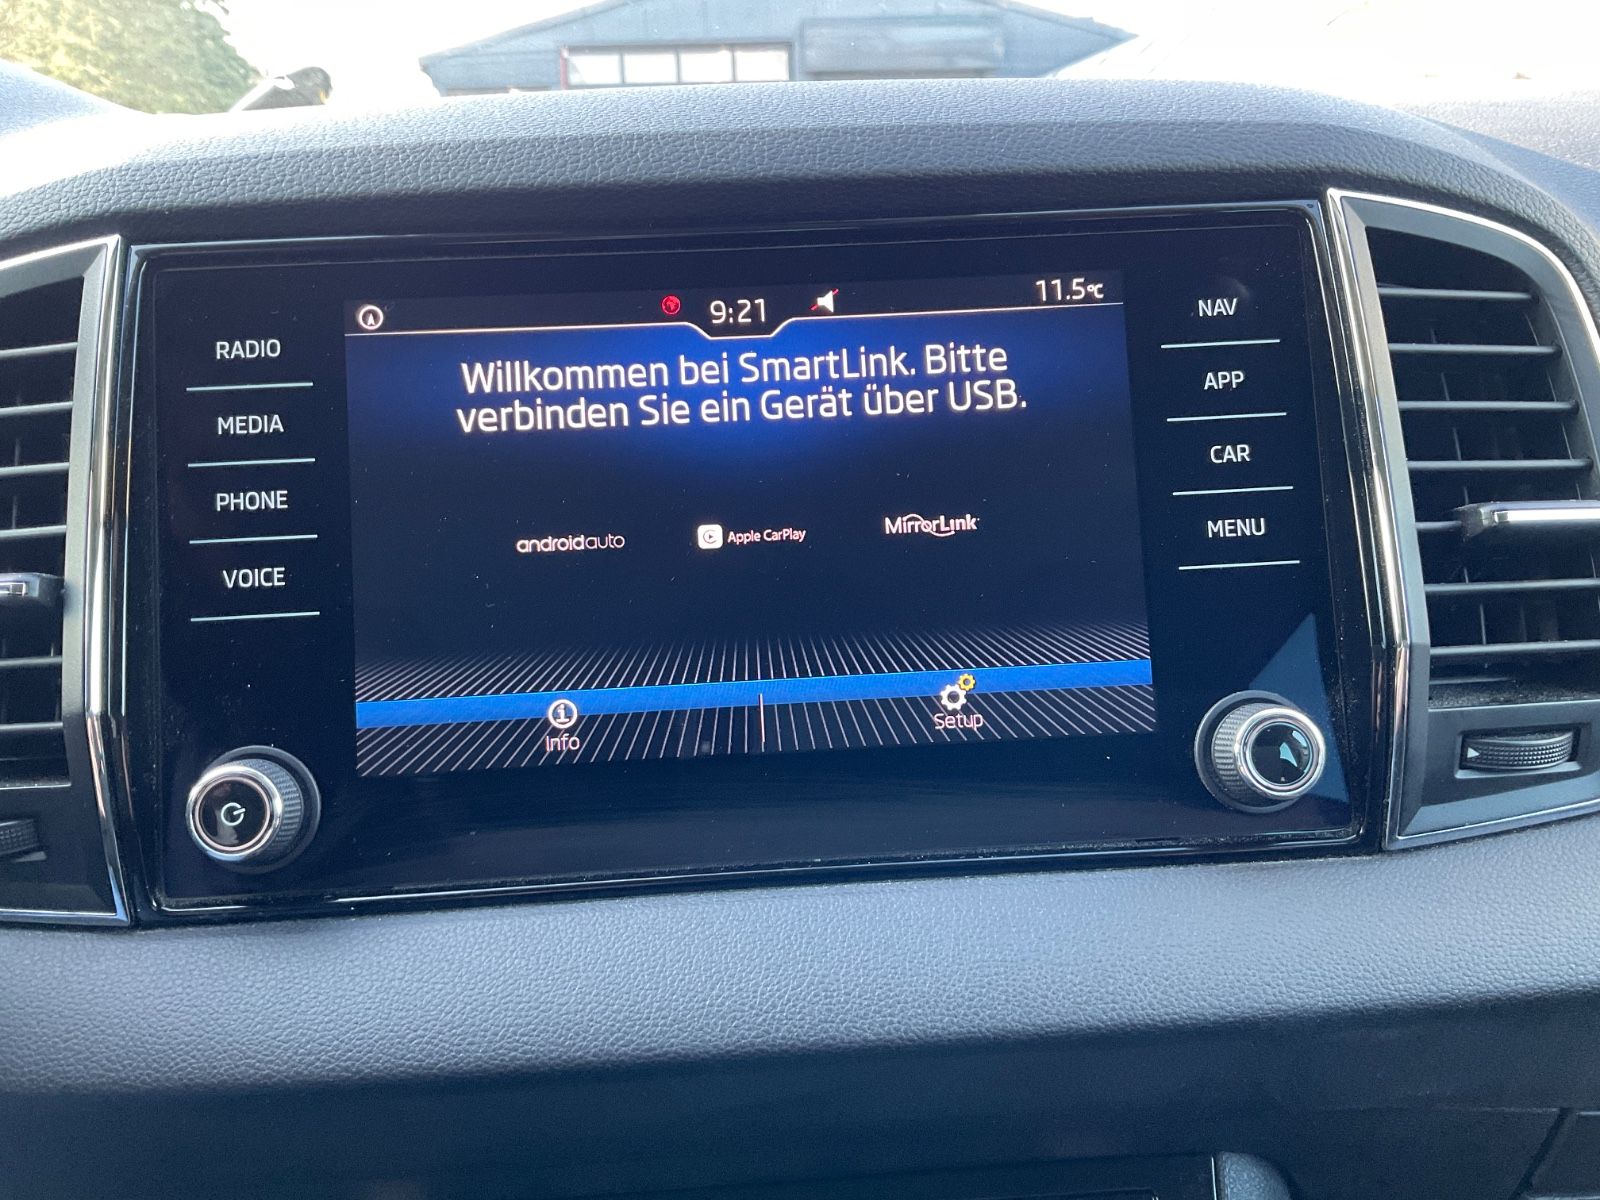 9:21
11.5°C
RADIO
MEDIA
PHONE
VOICE
Willkommen bei SmartLink. Bitte
verbinden Sie ein Gerät über USB.
androidauto
Apple CarPlay
MirrorLink
Info
Setup
NAV
APP
CAR
MENU